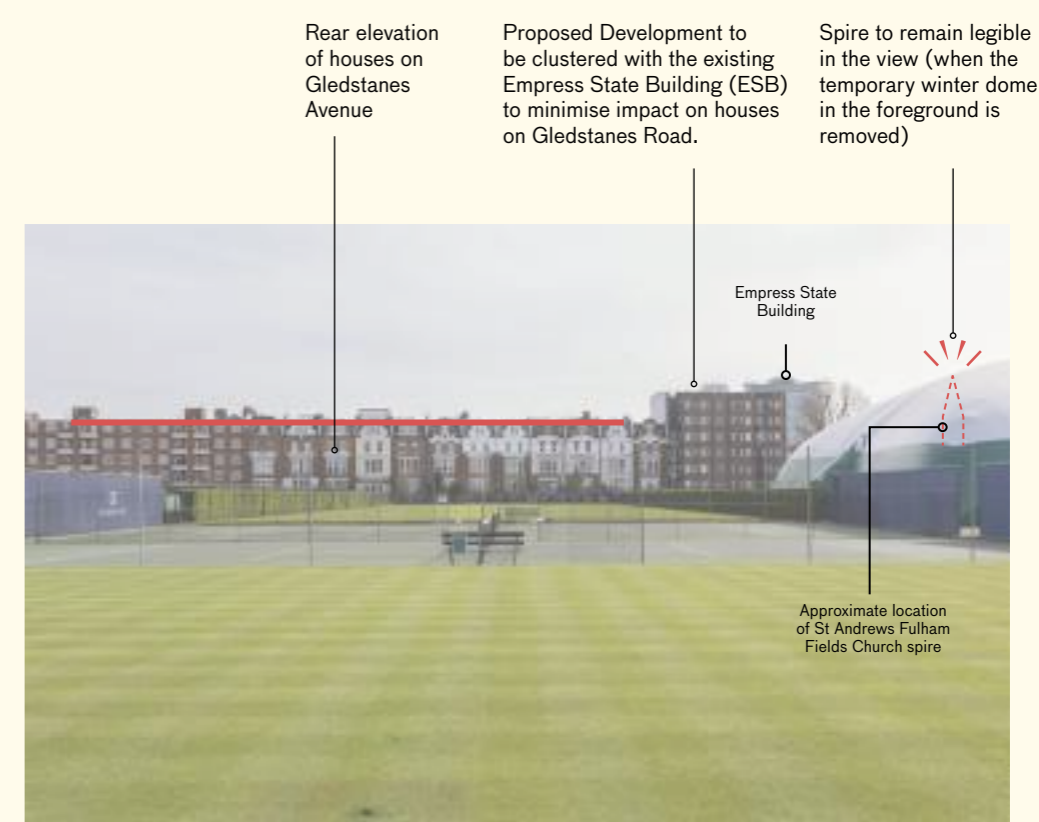 Rear elevation
of houses on
Gledstanes
Avenue
Proposed Development to
be clustered with the existing
Empress State Building (ESB)
to minimise impact on houses
on Gledstanes Road.
Spire to remain legible
in the view (when the
temporary winter dome
in the foreground is
removed)
Empress State
Building
Approximate location
of St Andrews Fulham
Fields Church spire